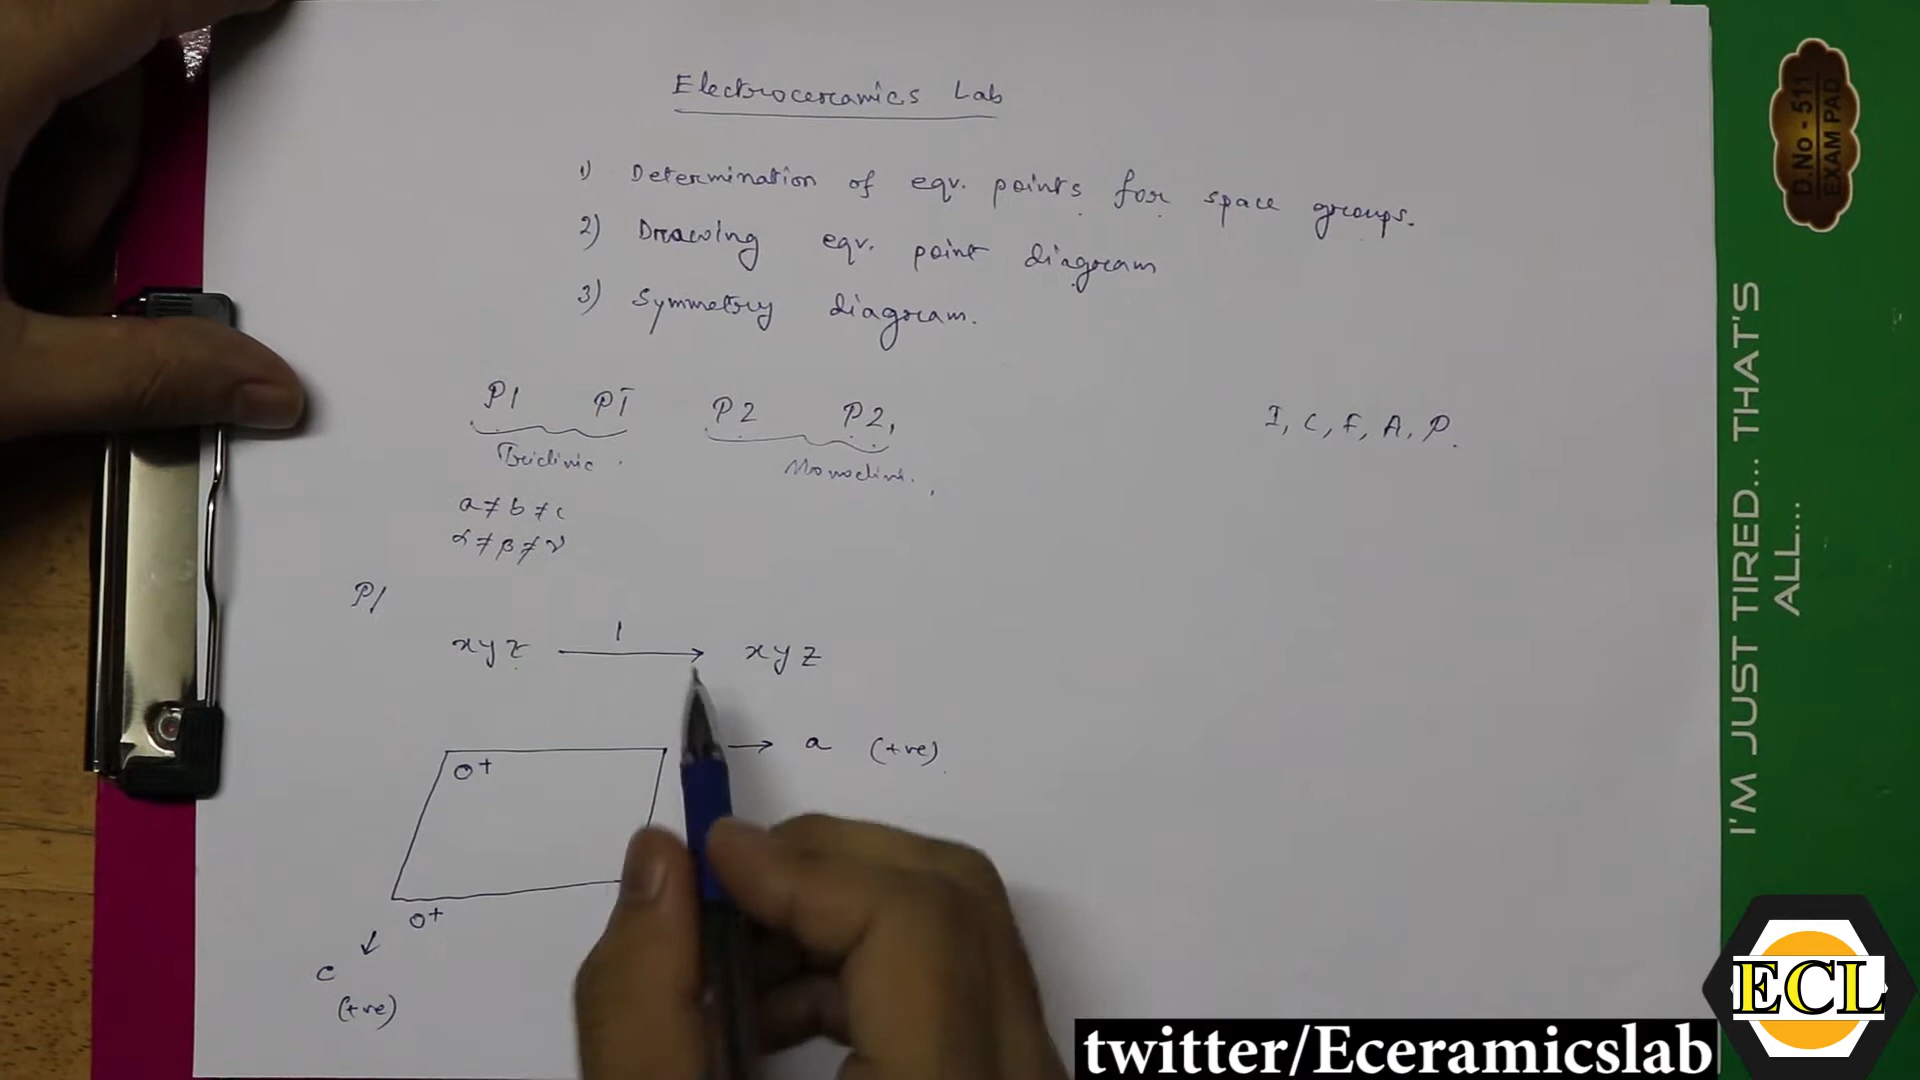 Electroceramics Lab
1) Determination of eqv. points for space groups.
2) Drawing eqv. point diagram
3) Symmetry diagram.
P1 P1̄ P2 P2₁
I, C, F, A, P.
Triclinic. Monoclini.
a ≠ b ≠ c
α ≠ β ≠ γ
P1
xyz 1 → xyz
→ a (+ve)
O+
O+
c
(+ve)
D.No - 511
EXAM PAD
I'M JUST TIRED... THAT'S
ALL...
ECL
twitter/Eceramicslab